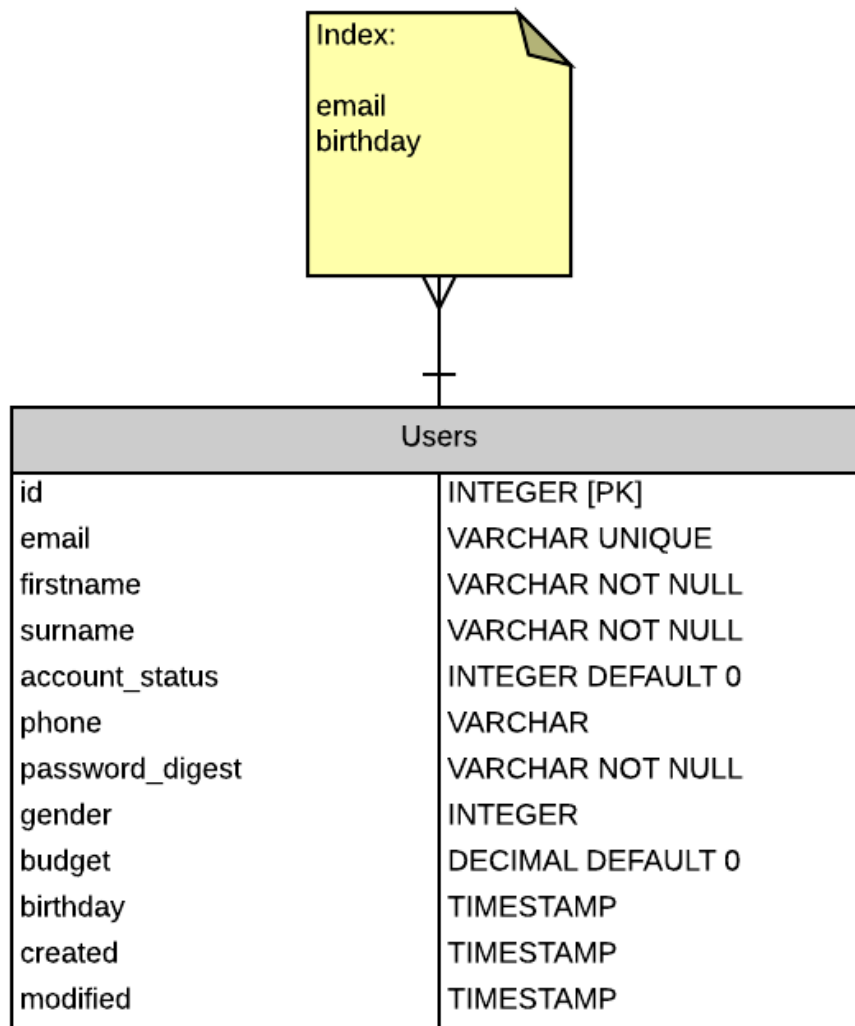 Index:
email
birthday
Users
id INTEGER [PK]
email VARCHAR UNIQUE
firstname VARCHAR NOT NULL
surname VARCHAR NOT NULL
account_status INTEGER DEFAULT 0
phone VARCHAR
password_digest VARCHAR NOT NULL
gender INTEGER
budget DECIMAL DEFAULT 0
birthday TIMESTAMP
created TIMESTAMP
modified TIMESTAMP